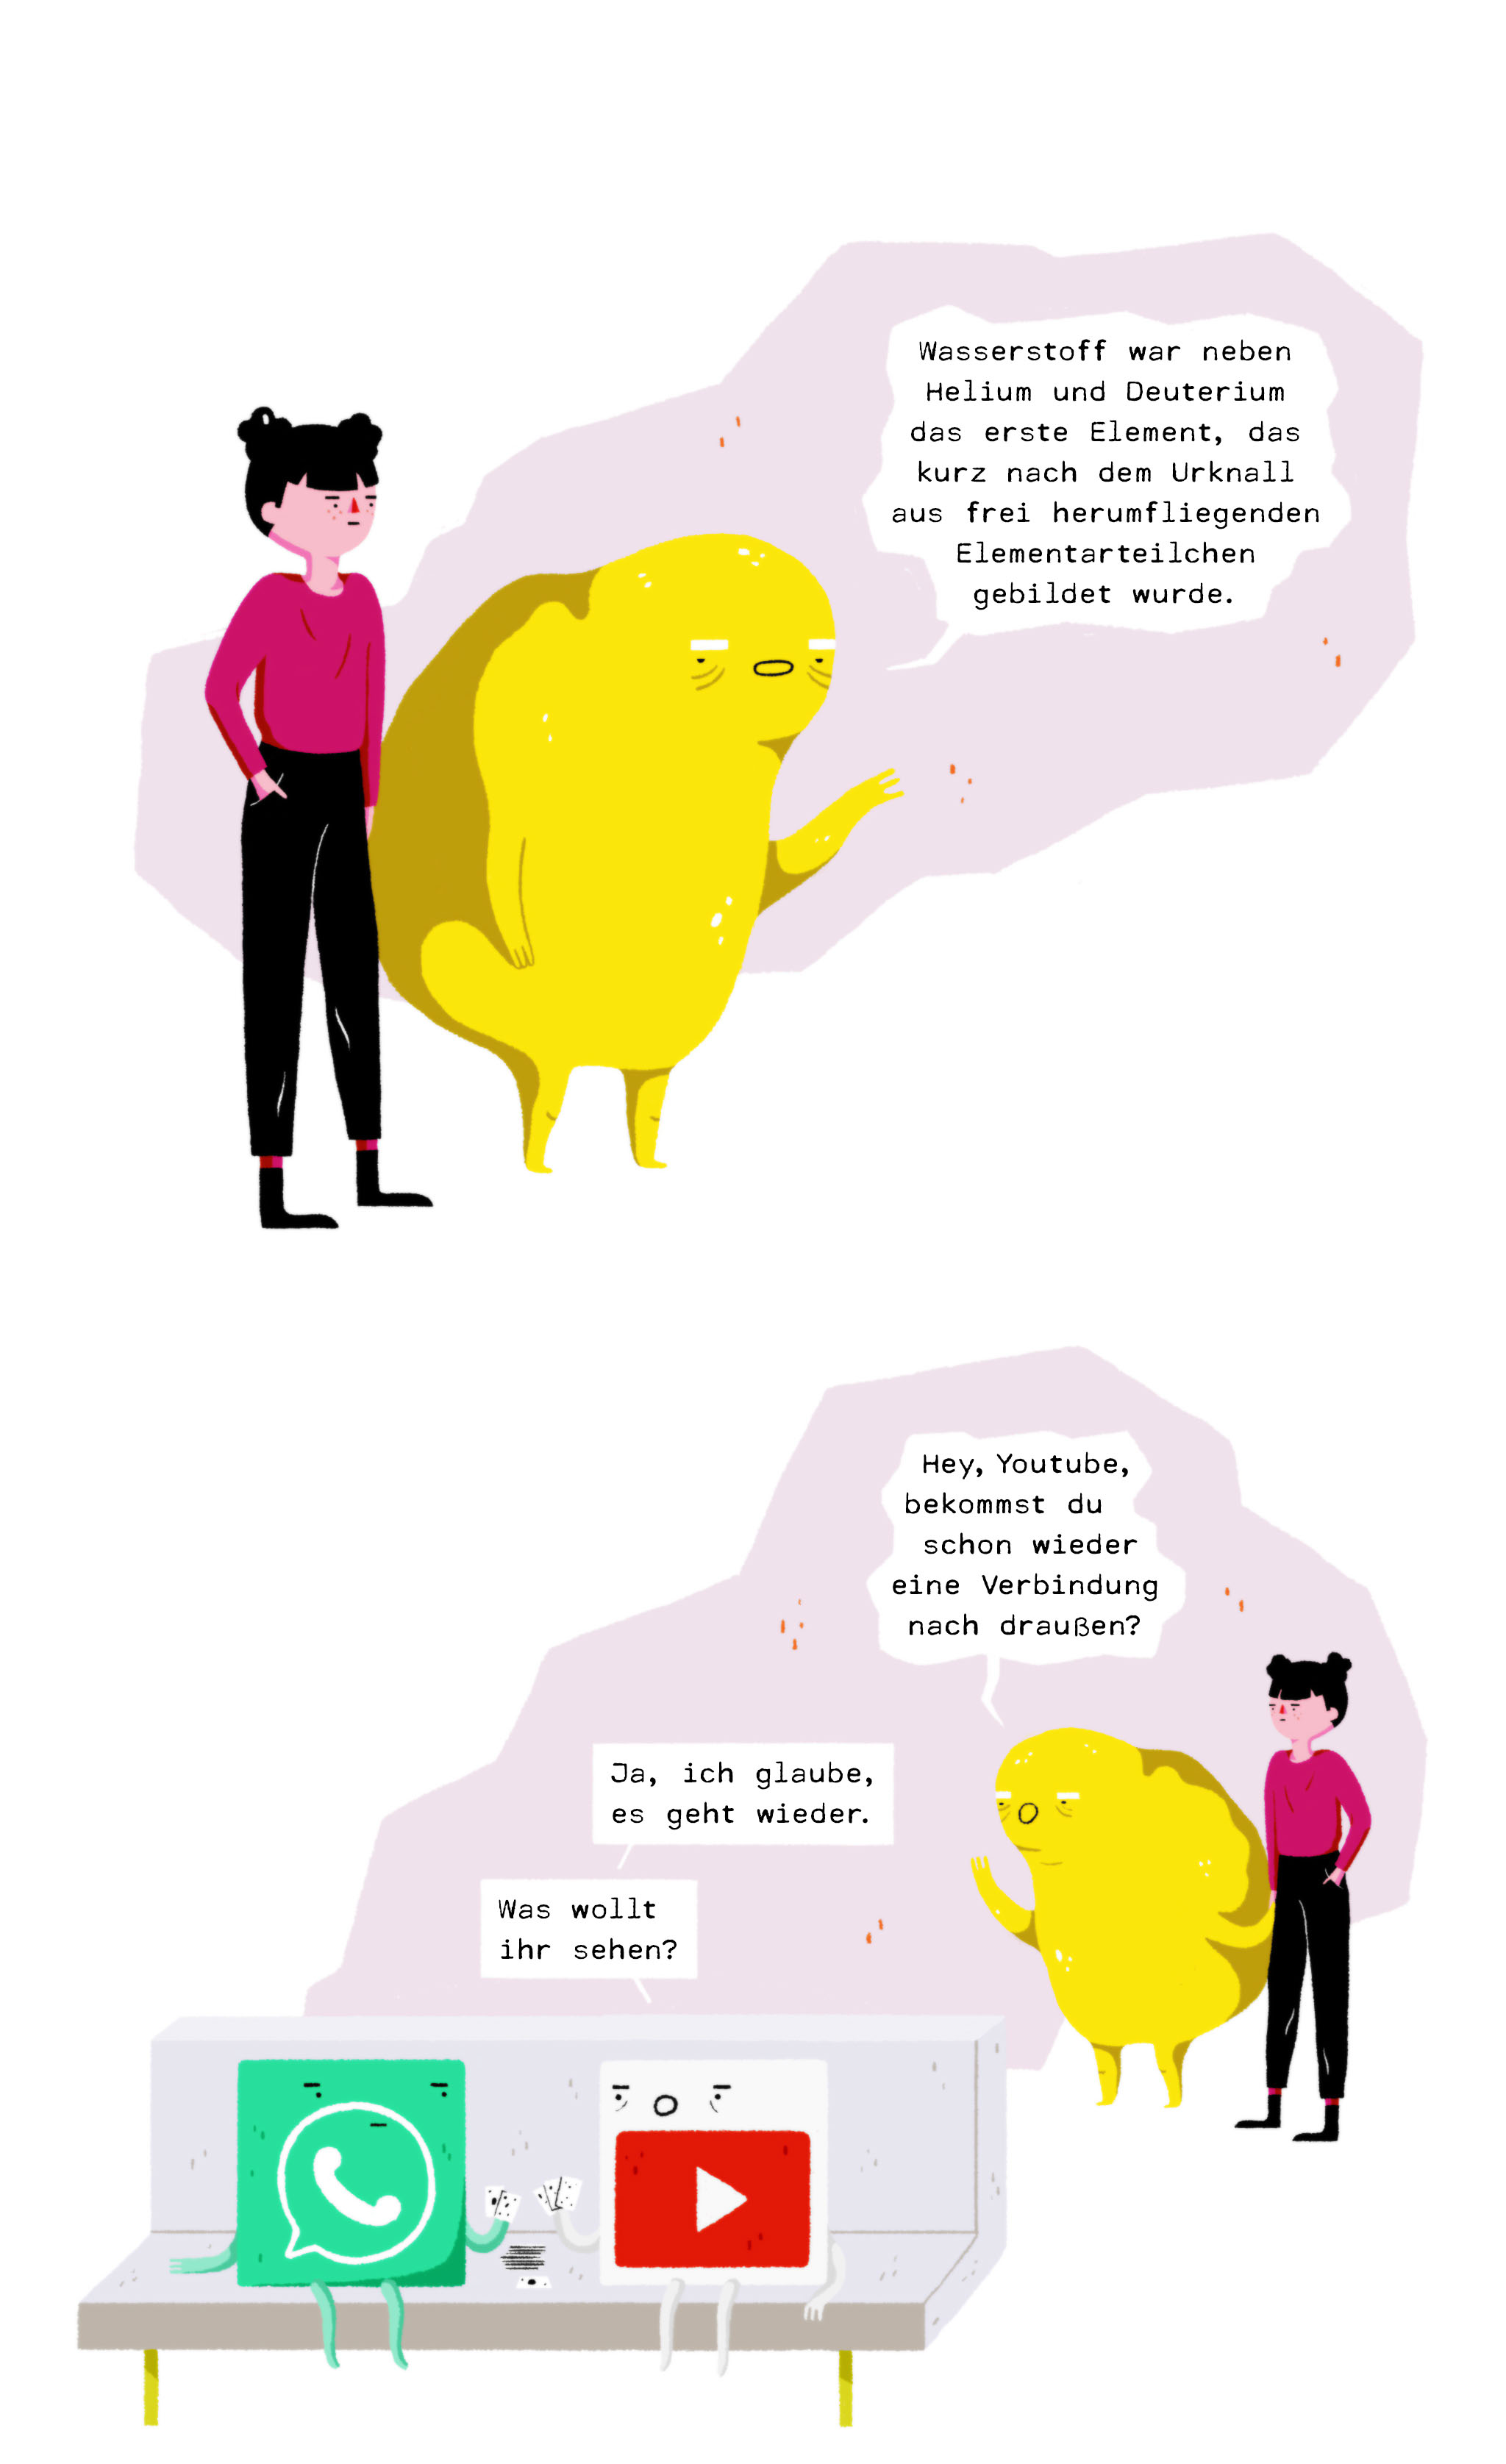 Wasserstoff war neben
Helium und Deuterium
das erste Element, das
kurz nach dem Urknall
aus frei herumfliegenden
Elementarteilchen
gebildet wurde.
Hey, Youtube,
bekommst du
schon wieder
eine Verbindung
nach draußen?
Ja, ich glaube,
es geht wieder.
Was wollt
ihr sehen?